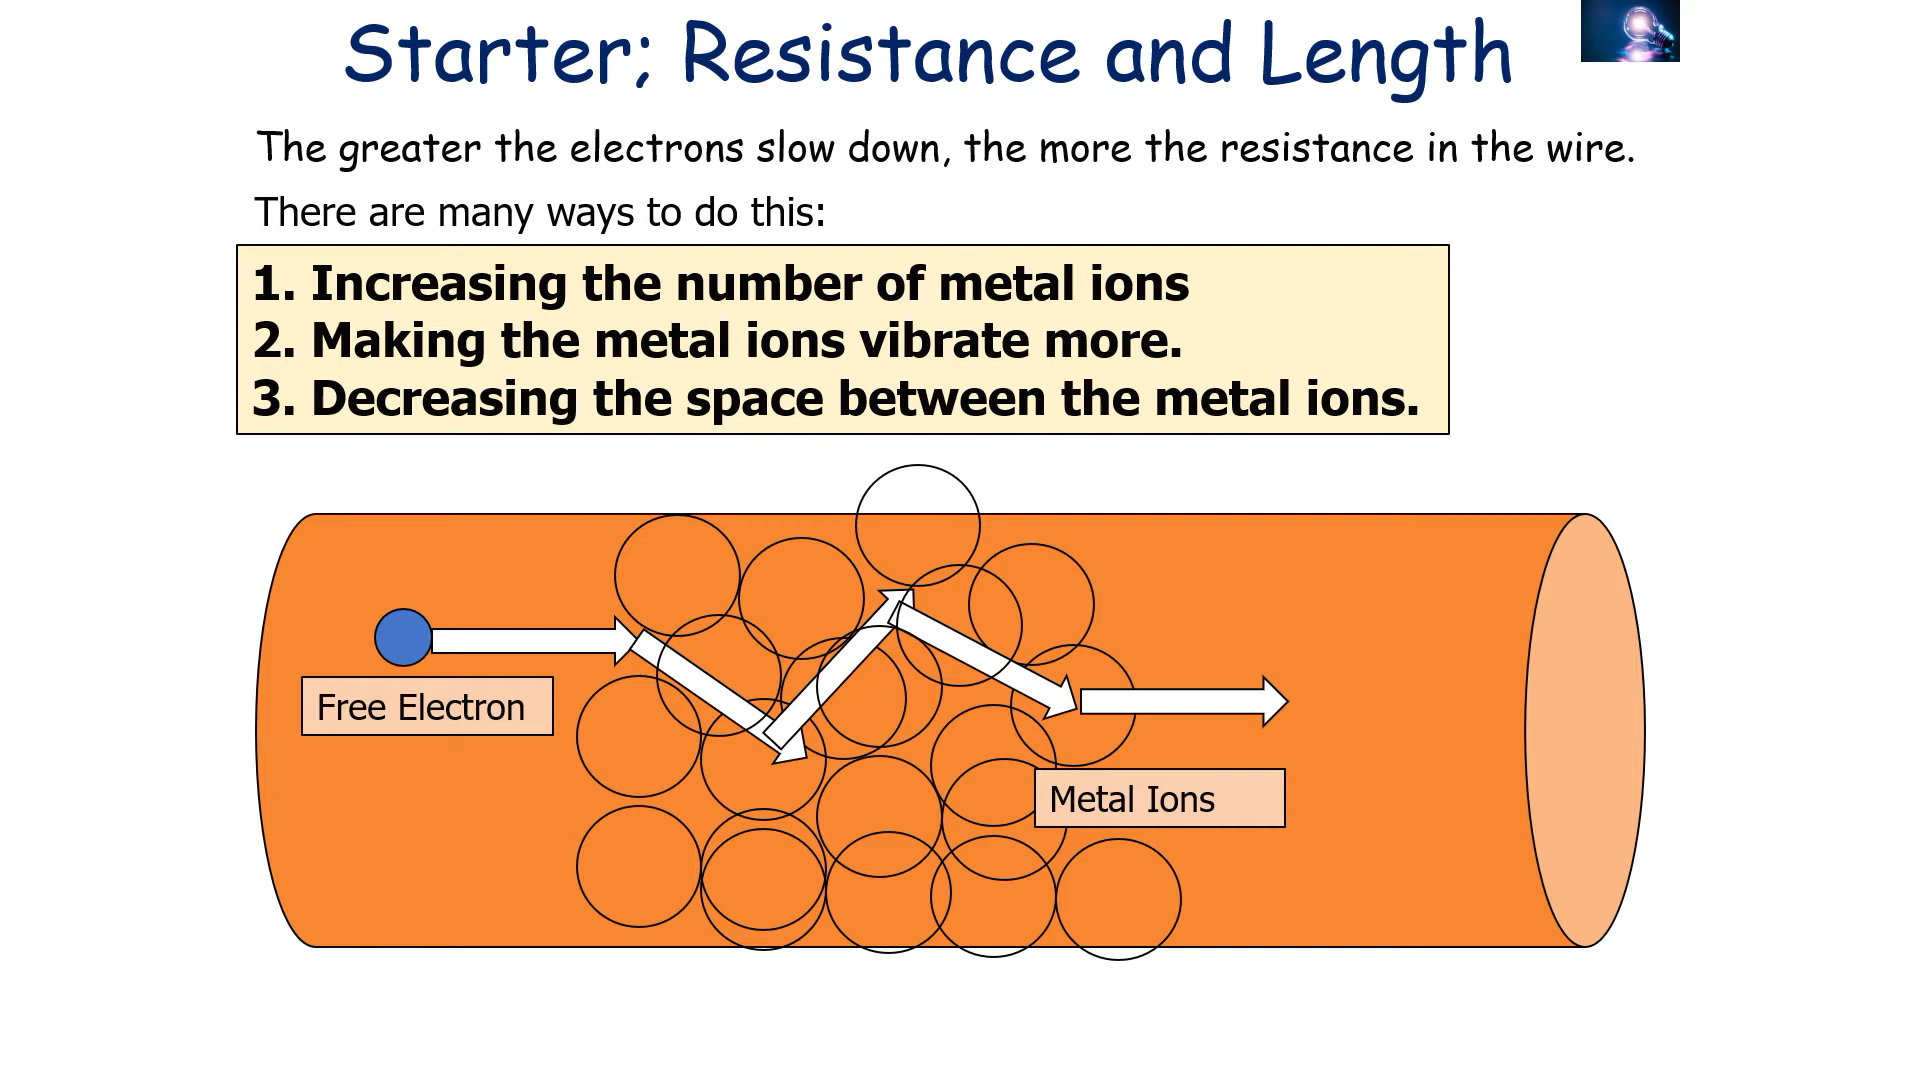 Starter; Resistance and Length
The greater the electrons slow down, the more the resistance in the wire.
There are many ways to do this:
1. Increasing the number of metal ions
2. Making the metal ions vibrate more.
3. Decreasing the space between the metal ions.
Free Electron
Metal Ions